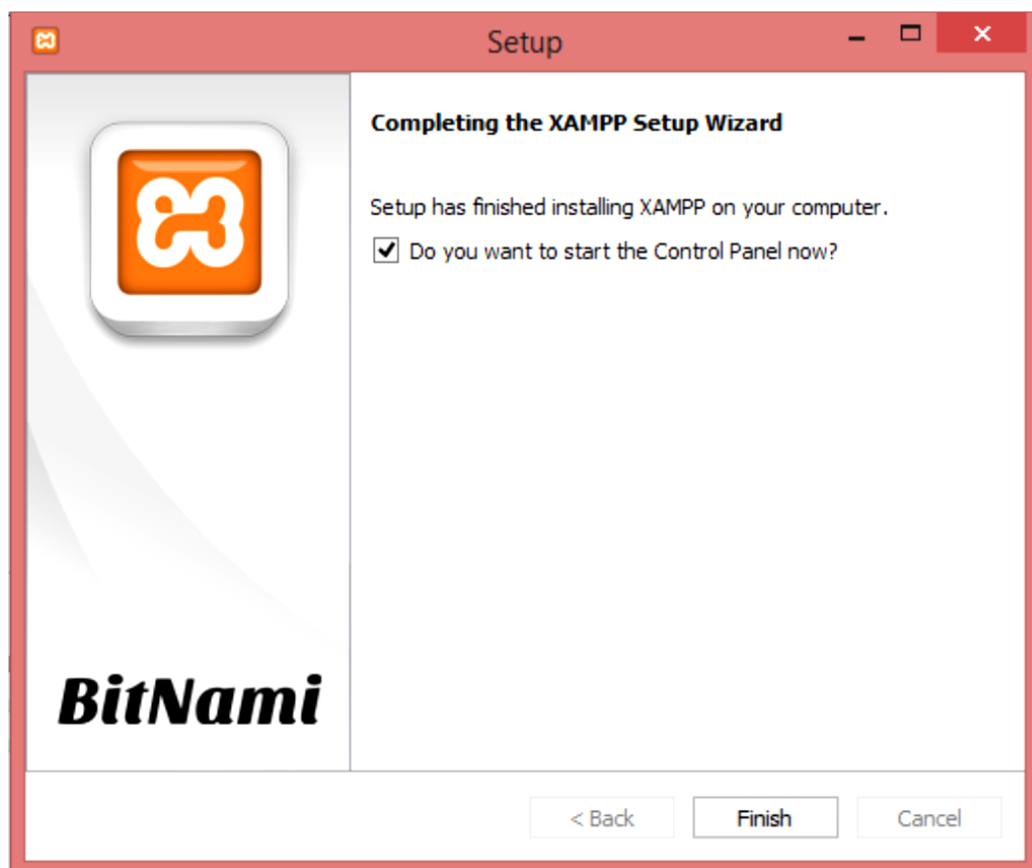 Setup
Completing the XAMPP Setup Wizard
Setup has finished installing XAMPP on your computer.
Do you want to start the Control Panel now?
BitNami
< Back
Finish
Cancel